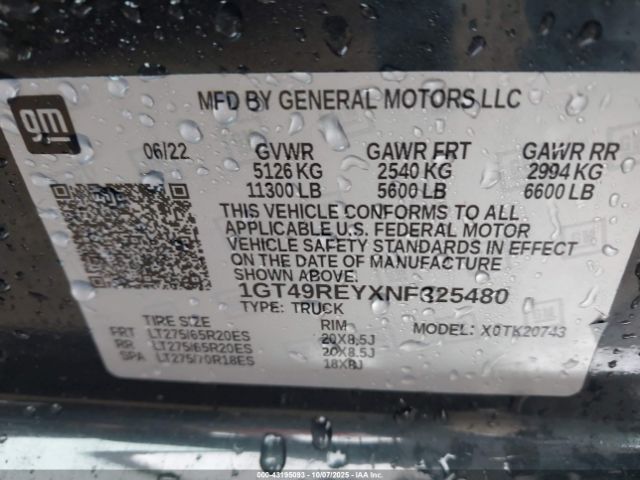 MFD BY GENERAL MOTORS LLC
gm
06/22 GVWR GAWR FRT GAWR RR
5126 KG 2540 KG 2994 KG
11300 LB 5600 LB 6600 LB
THIS VEHICLE CONFORMS TO ALL
APPLICABLE U.S. FEDERAL MOTOR
VEHICLE SAFETY STANDARDS IN EFFECT
ON THE DATE OF MANUFACTURE
SHOWN ABOVE.
1GT49REYXNF325480
TYPE: TRUCK
TIRE SIZE RIM MODEL: X0TK20743
FRT LT275/65R20ES 20X8.5J
RR LT275/65R20ES 20X8.5J
SPA LT275/70R18ES 18X8J
000-43195093 - 10/07/2025 - IAAI.COM